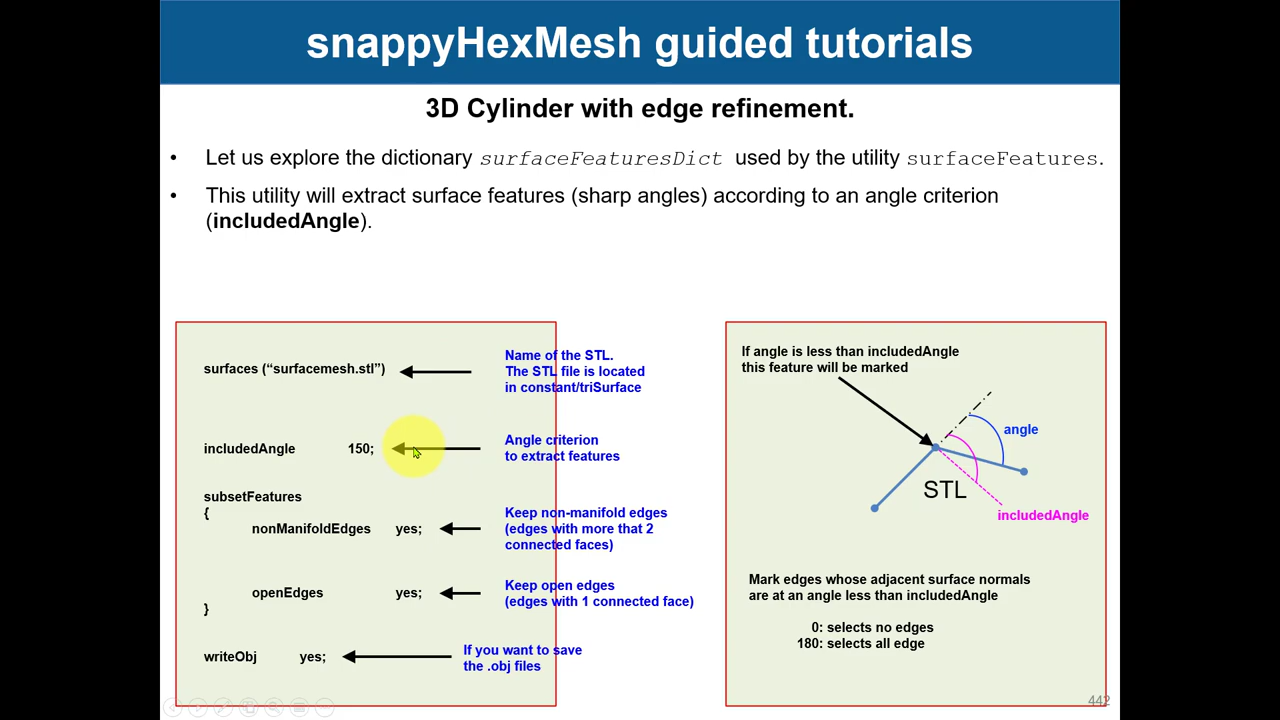 snappyHexMesh guided tutorials
3D Cylinder with edge refinement.
• Let us explore the dictionary surfaceFeaturesDict used by the utility surfaceFeatures.
• This utility will extract surface features (sharp angles) according to an angle criterion
(includedAngle).
surfaces (“surfacemesh.stl”)
Name of the STL.
The STL file is located
in constant/triSurface
includedAngle 150;
Angle criterion
to extract features
subsetFeatures
{
nonManifoldEdges yes;
Keep non-manifold edges
(edges with more that 2
connected faces)
openEdges yes;
Keep open edges
(edges with 1 connected face)
}
writeObj yes;
If you want to save
the .obj files
If angle is less than includedAngle
this feature will be marked
angle
STL
includedAngle
Mark edges whose adjacent surface normals
are at an angle less than includedAngle
0: selects no edges
180: selects all edge
442